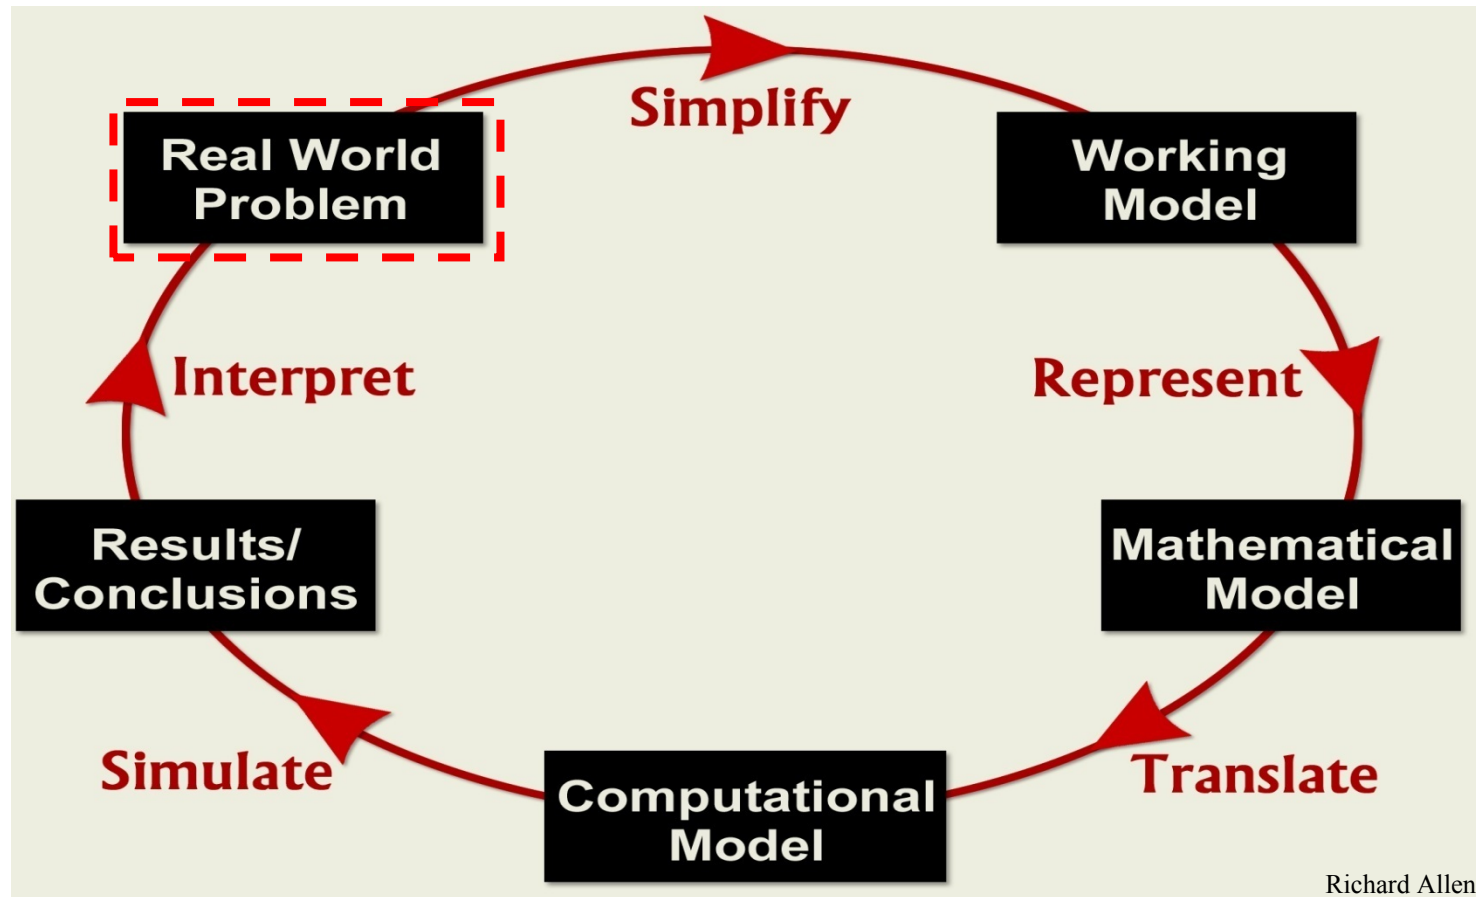 Simplify
Real World
Problem
Working
Model
Interpret
Represent
Results/
Conclusions
Mathematical
Model
Simulate
Translate
Computational
Model
Richard Allen